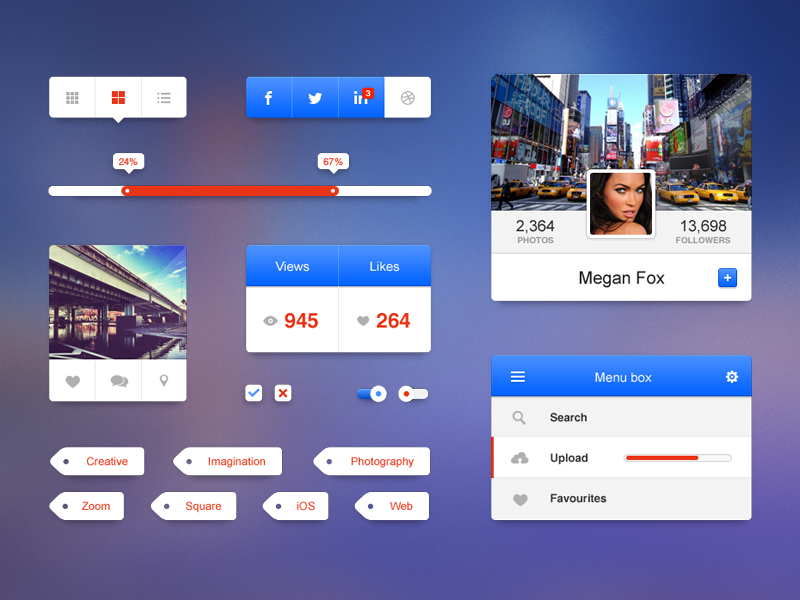 f
in
3
24%
67%
Views
Likes
945
264
Creative
Imagination
Photography
Zoom
Square
iOS
Web
2,364
PHOTOS
13,698
FOLLOWERS
Megan Fox
+
Menu box
Search
Upload
Favourites